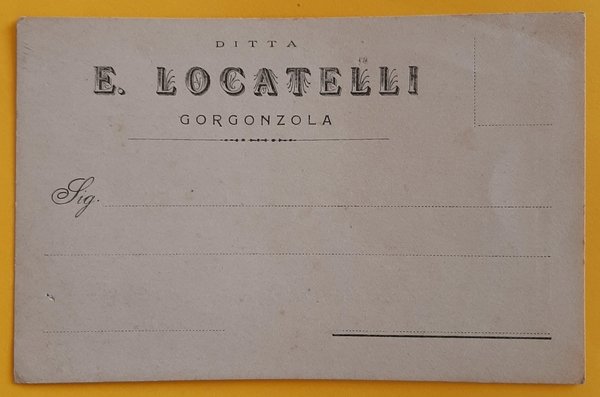 DITTA
E. LOCATELLI
GORGONZOLA
Sig.